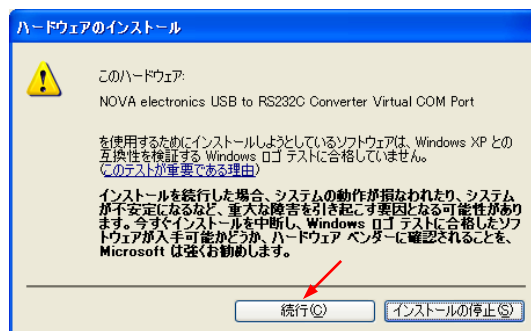 ハードウェアのインストール
このハードウェア:
NOVA electronics USB to RS232C Converter Virtual COM Port
を使用するためにインストールしようとしているソフトウェアは、Windows XP との
互換性を検証する Windows ロゴ テストに合格していません。
(このテストが重要である理由)
インストールを続行した場合、システムの動作が損なわれたり、システム
が不安定になるなど、重大な障害を引き起こす要因となる可能性があり
ます。今すぐインストールを中断し、Windows ロゴ テストに合格したソフ
トウェアが入手可能かどうか、ハードウェア ベンダーに確認されることを、
Microsoft は強くお勧めします。
続行(C) インストールの停止(S)